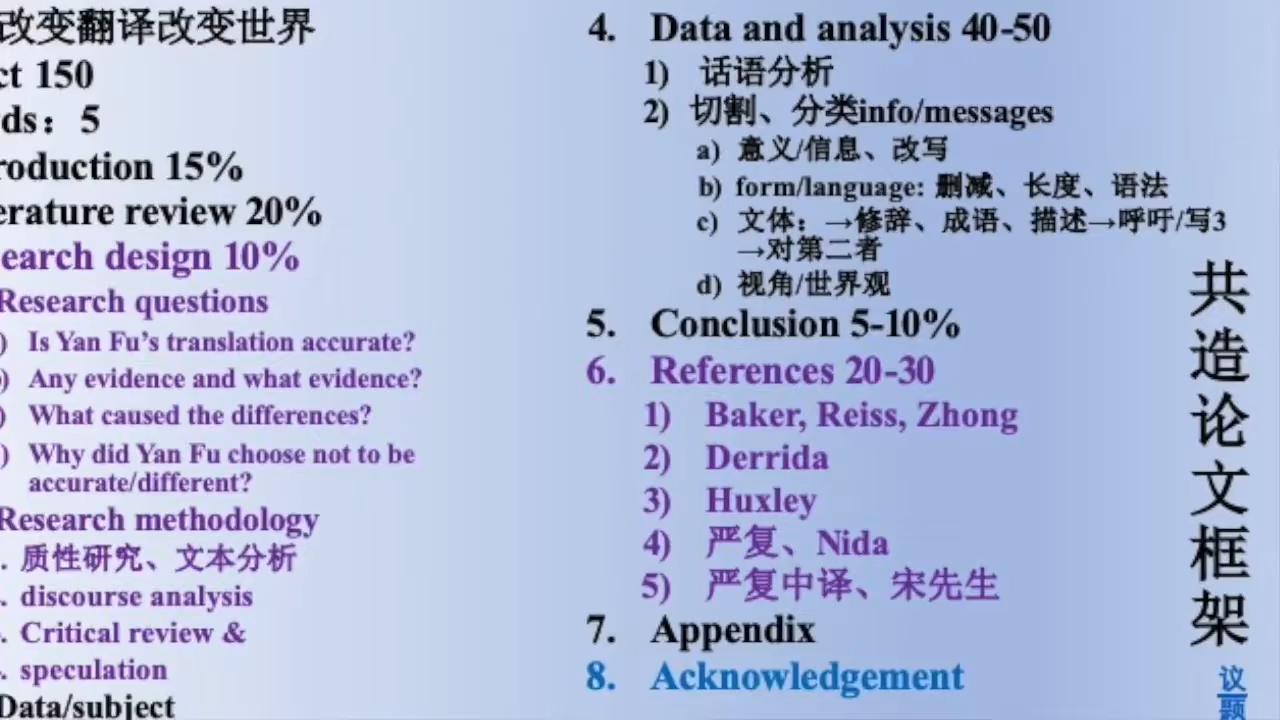 改变翻译改变世界
ct 150
ds：5
roduction 15%
erature review 20%
earch design 10%
Research questions
) Is Yan Fu's translation accurate?
) Any evidence and what evidence?
) What caused the differences?
) Why did Yan Fu choose not to be
accurate/different?
Research methodology
. 质性研究、文本分析
. discourse analysis
. Critical review &
. speculation
Data/subject
4. Data and analysis 40-50
1) 话语分析
2) 切割、分类info/messages
a) 意义/信息、改写
b) form/language: 删减、长度、语法
c) 文体：→修辞、成语、描述→呼吁/写3
→对第二者
d) 视角/世界观
5. Conclusion 5-10%
6. References 20-30
1) Baker, Reiss, Zhong
2) Derrida
3) Huxley
4) 严复、Nida
5) 严复中译、宋先生
7. Appendix
8. Acknowledgement
共造论文框架
议题